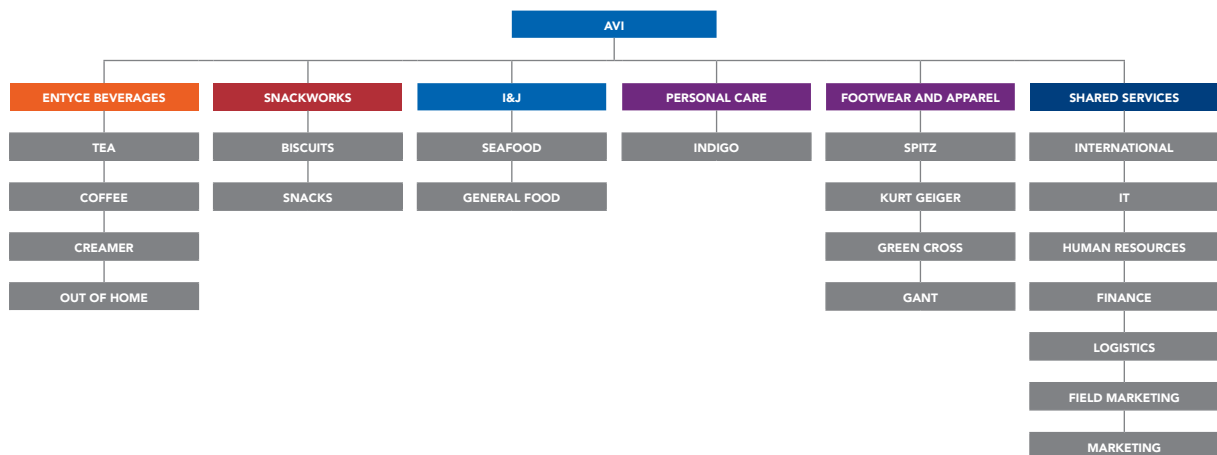 AVI
ENTYCE BEVERAGES
TEA
COFFEE
CREAMER
OUT OF HOME
SNACKWORKS
BISCUITS
SNACKS
I&J
SEAFOOD
GENERAL FOOD
PERSONAL CARE
INDIGO
FOOTWEAR AND APPAREL
SPITZ
KURT GEIGER
GREEN CROSS
GANT
SHARED SERVICES
INTERNATIONAL
IT
HUMAN RESOURCES
FINANCE
LOGISTICS
FIELD MARKETING
MARKETING